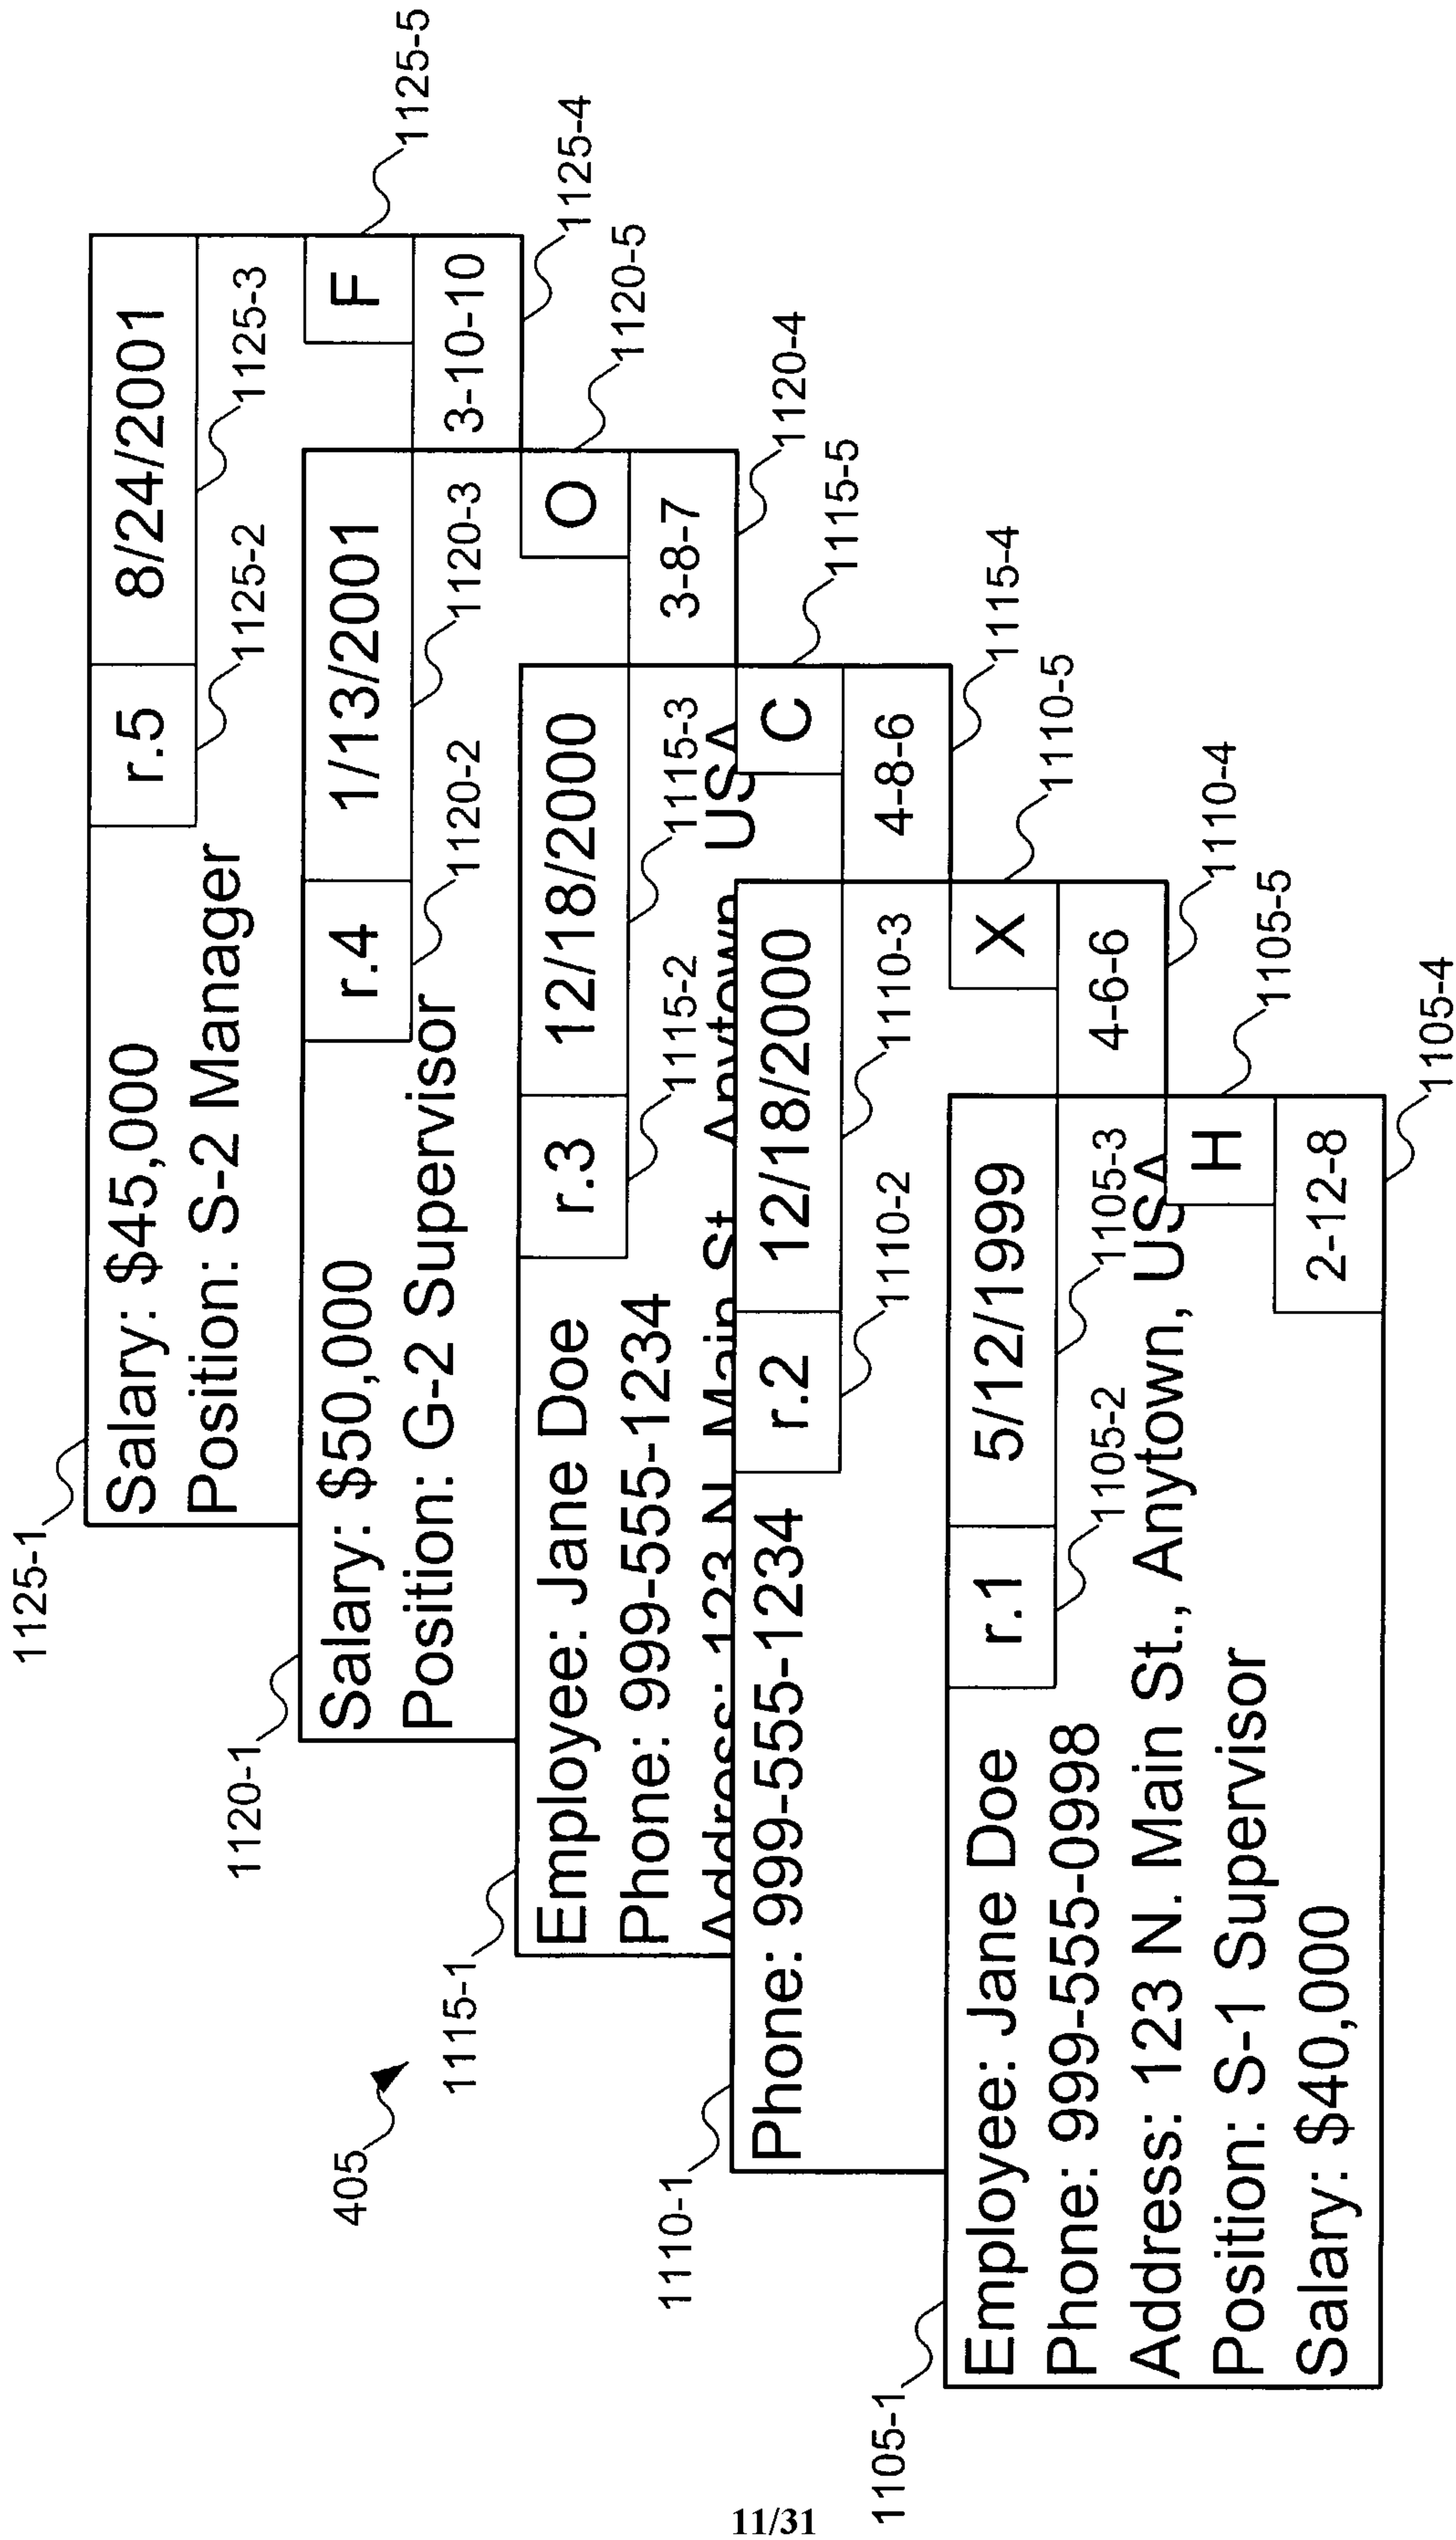 1125-1
Salary: $45,000
Position: S-2 Manager
r.5
8/24/2001
1125-2
1125-3
F
3-10-10
1125-5
1125-4
1120-1
Salary: $50,000
Position: G-2 Supervisor
r.4
1/13/2001
1120-2
1120-3
O
3-8-7
1120-5
1120-4
405
1115-1
Employee: Jane Doe
Phone: 999-555-1234
Address: 123 N. Main St., Anytown, USA
r.3
12/18/2000
1115-2
1115-3
C
4-8-6
1115-5
1115-4
1110-1
Phone: 999-555-1234
r.2
12/18/2000
1110-2
1110-3
X
4-6-6
1110-5
1110-4
1105-1
Employee: Jane Doe
Phone: 999-555-0998
Address: 123 N. Main St., Anytown, USA
Position: S-1 Supervisor
Salary: $40,000
r.1
5/12/1999
1105-2
1105-3
H
2-12-8
1105-5
1105-4
11/31